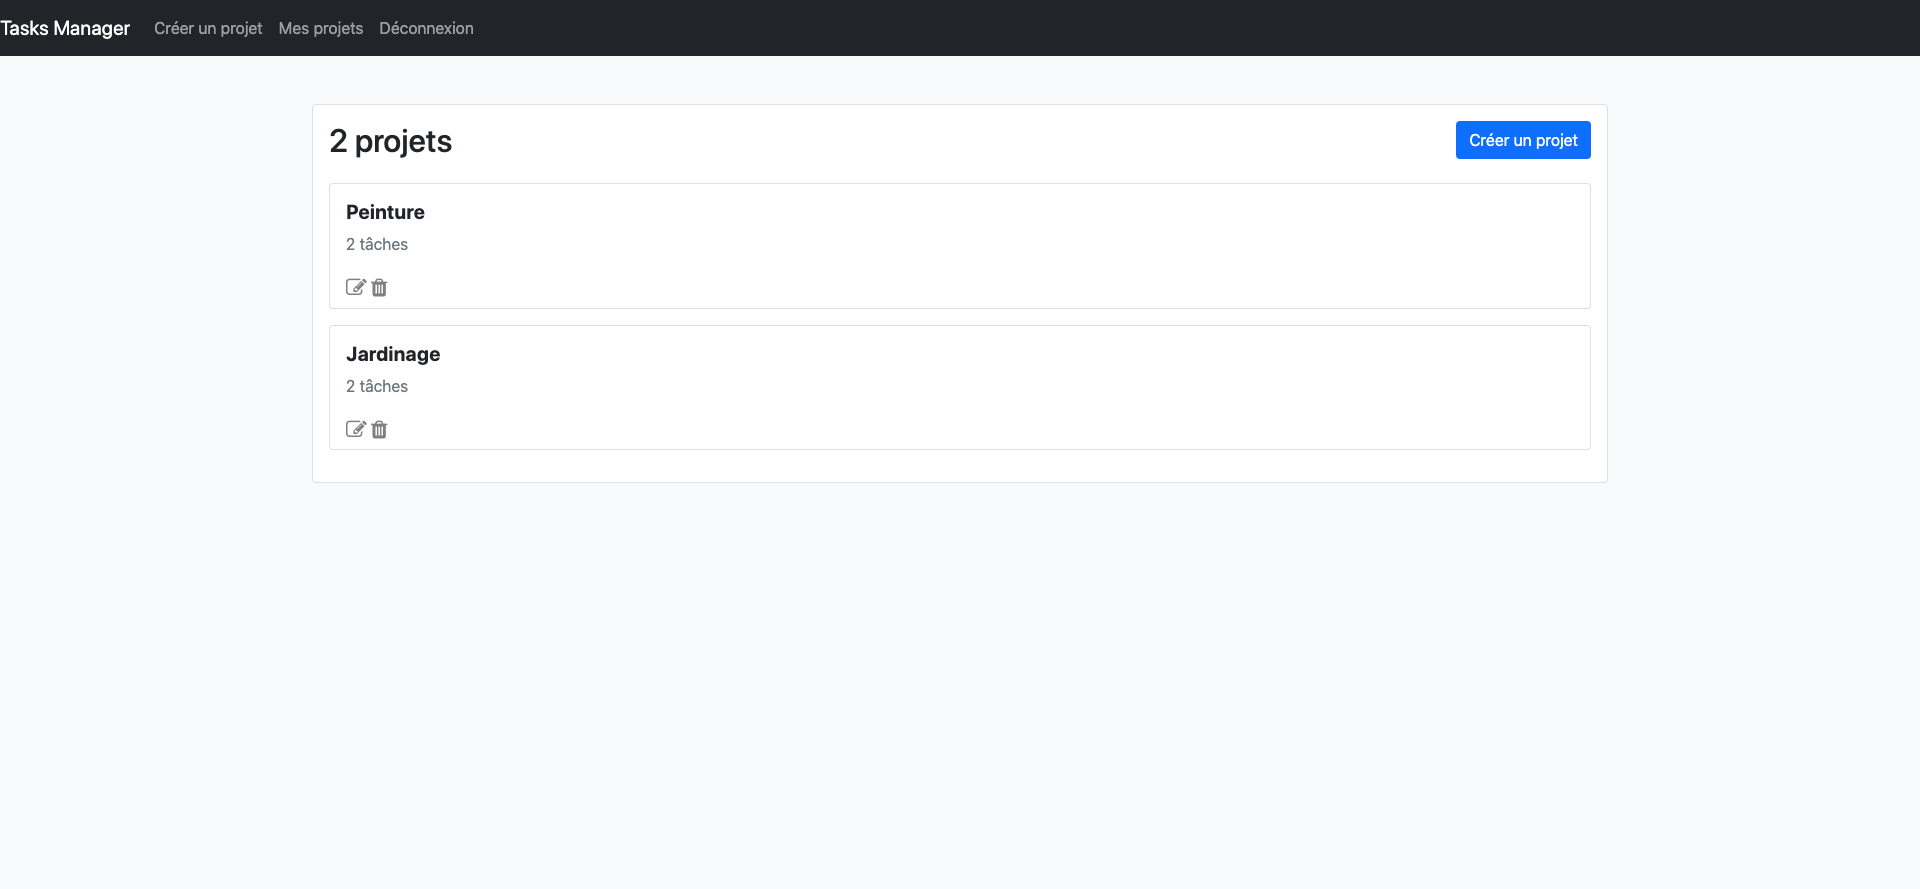 Tasks Manager Créer un projet Mes projets Déconnexion
2 projets Créer un projet
Peinture
2 tâches
Jardinage
2 tâches